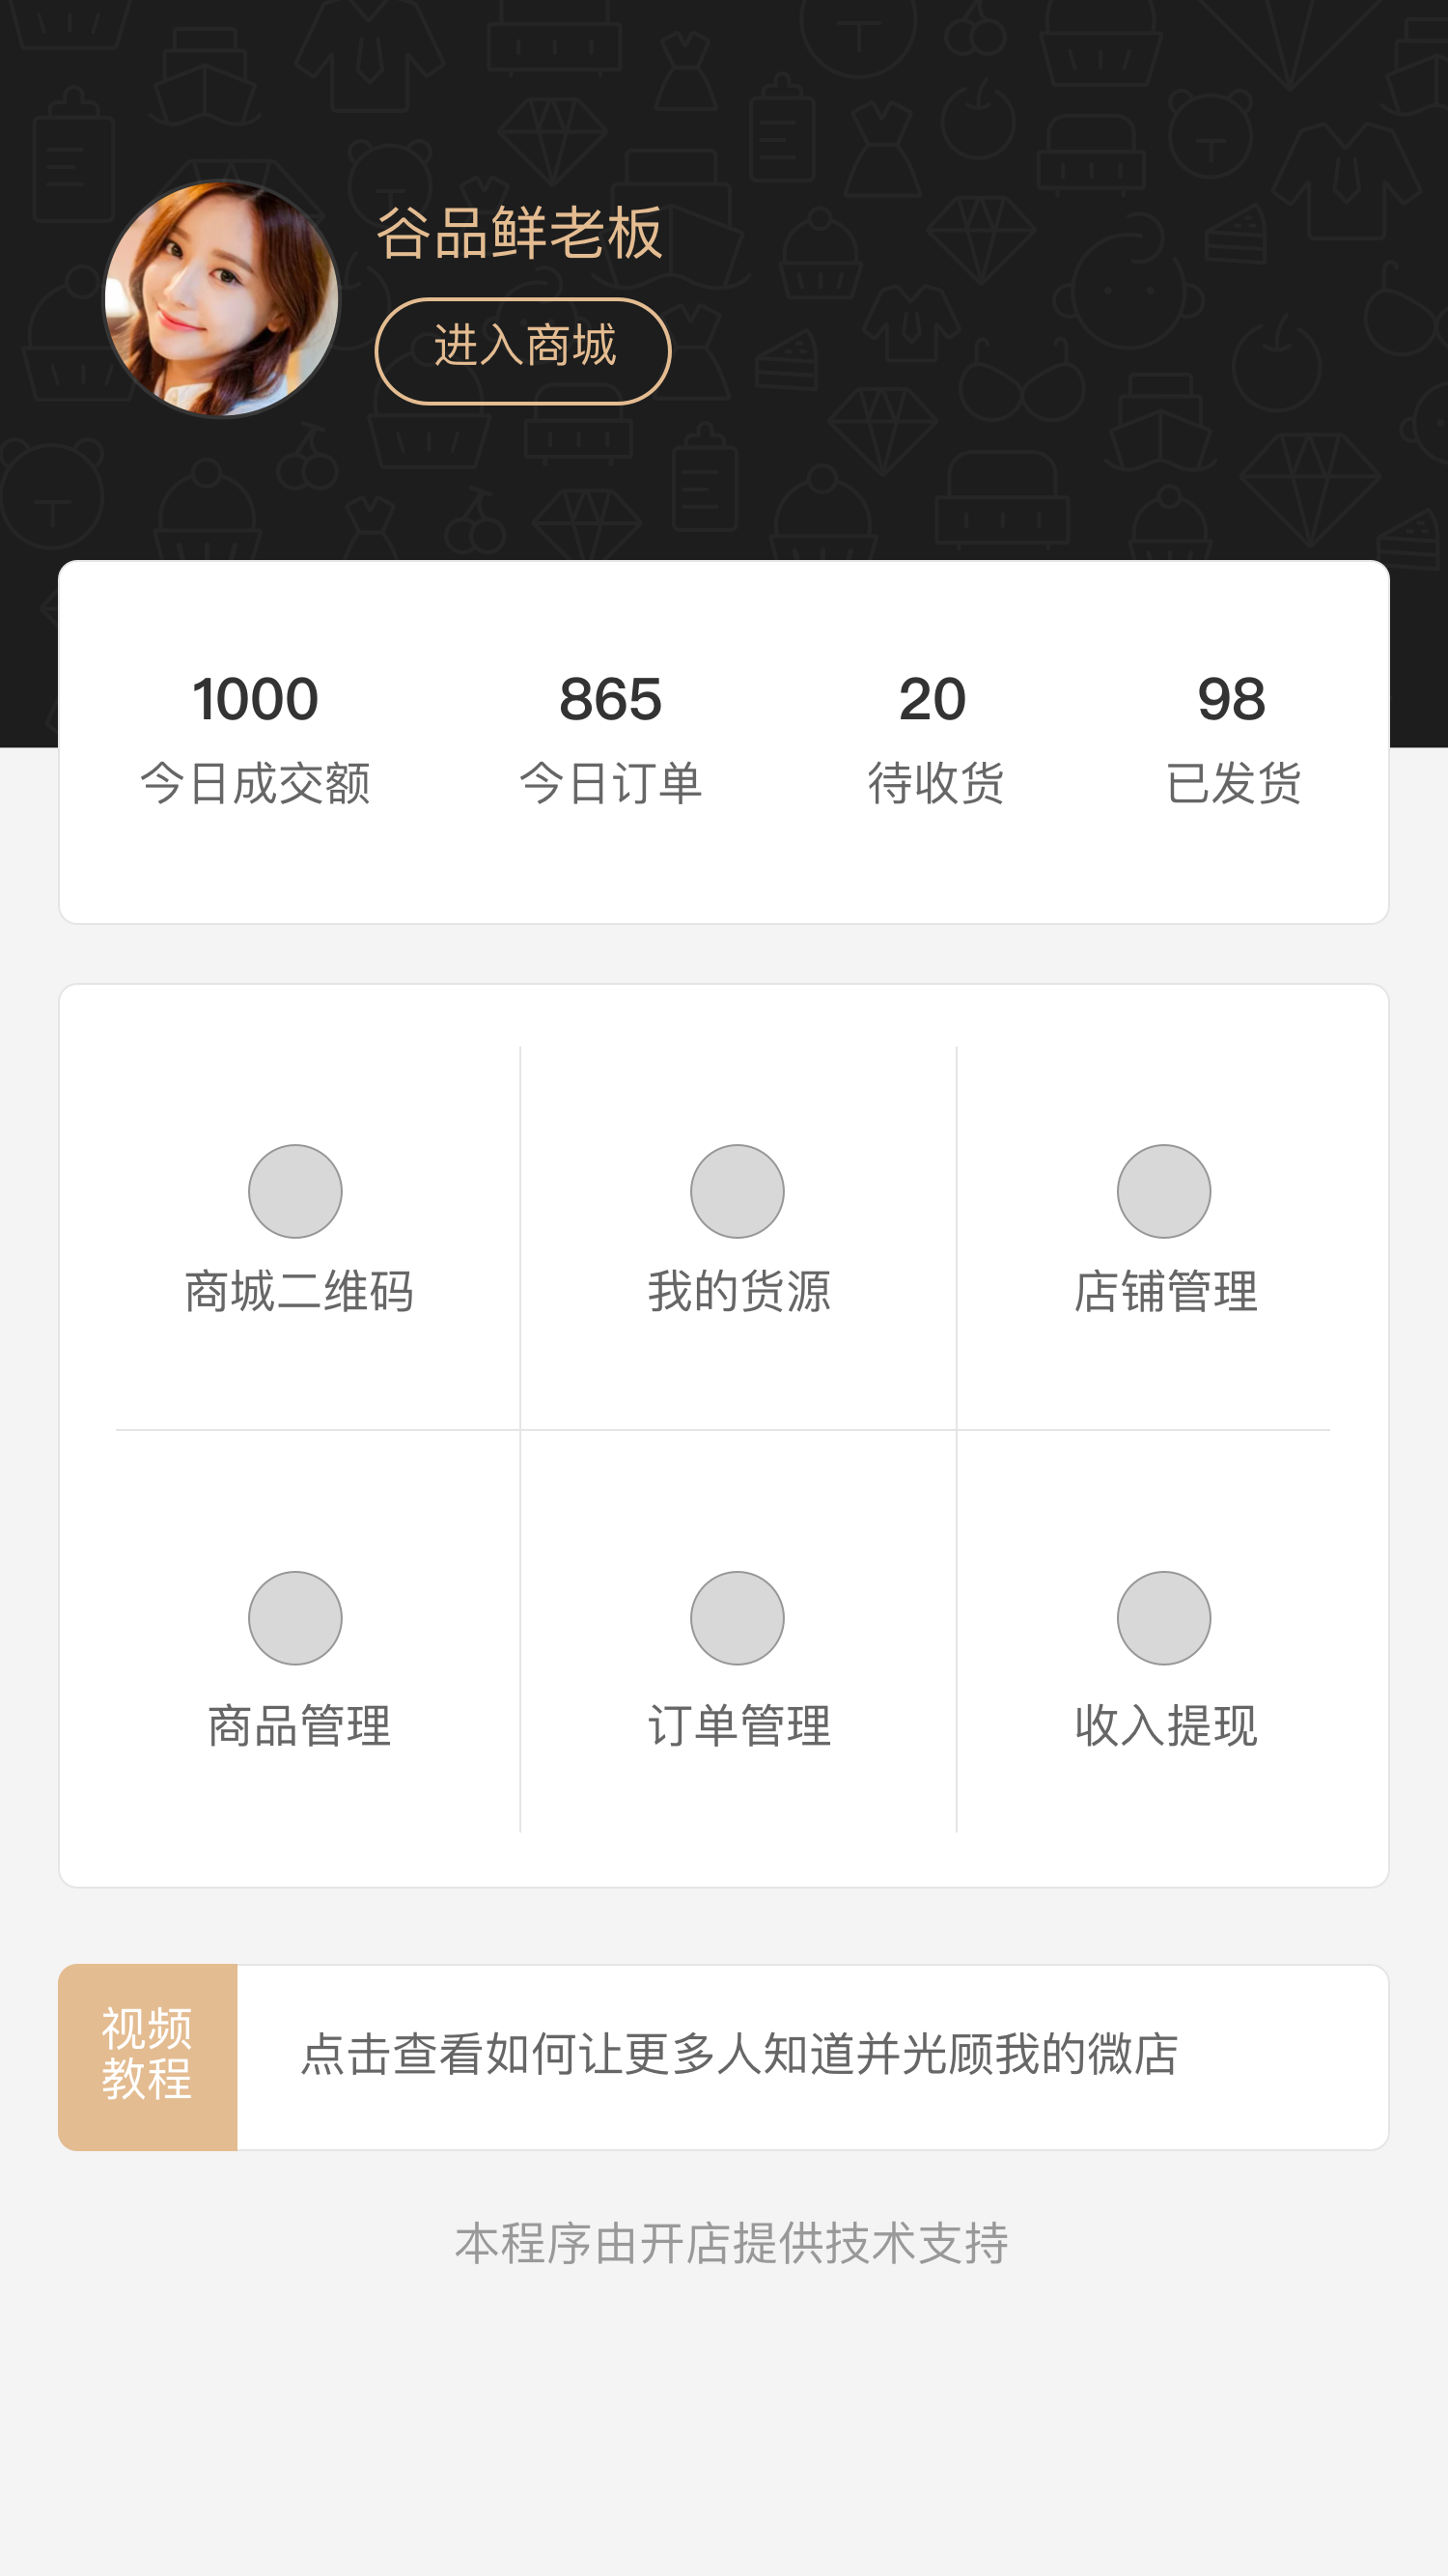 谷品鲜老板
进入商城
1000 865 20 98
今日成交额 今日订单 待收货 已发货
商城二维码 我的货源 店铺管理
商品管理 订单管理 收入提现
视频
教程
点击查看如何让更多人知道并光顾我的微店
本程序由开店提供技术支持